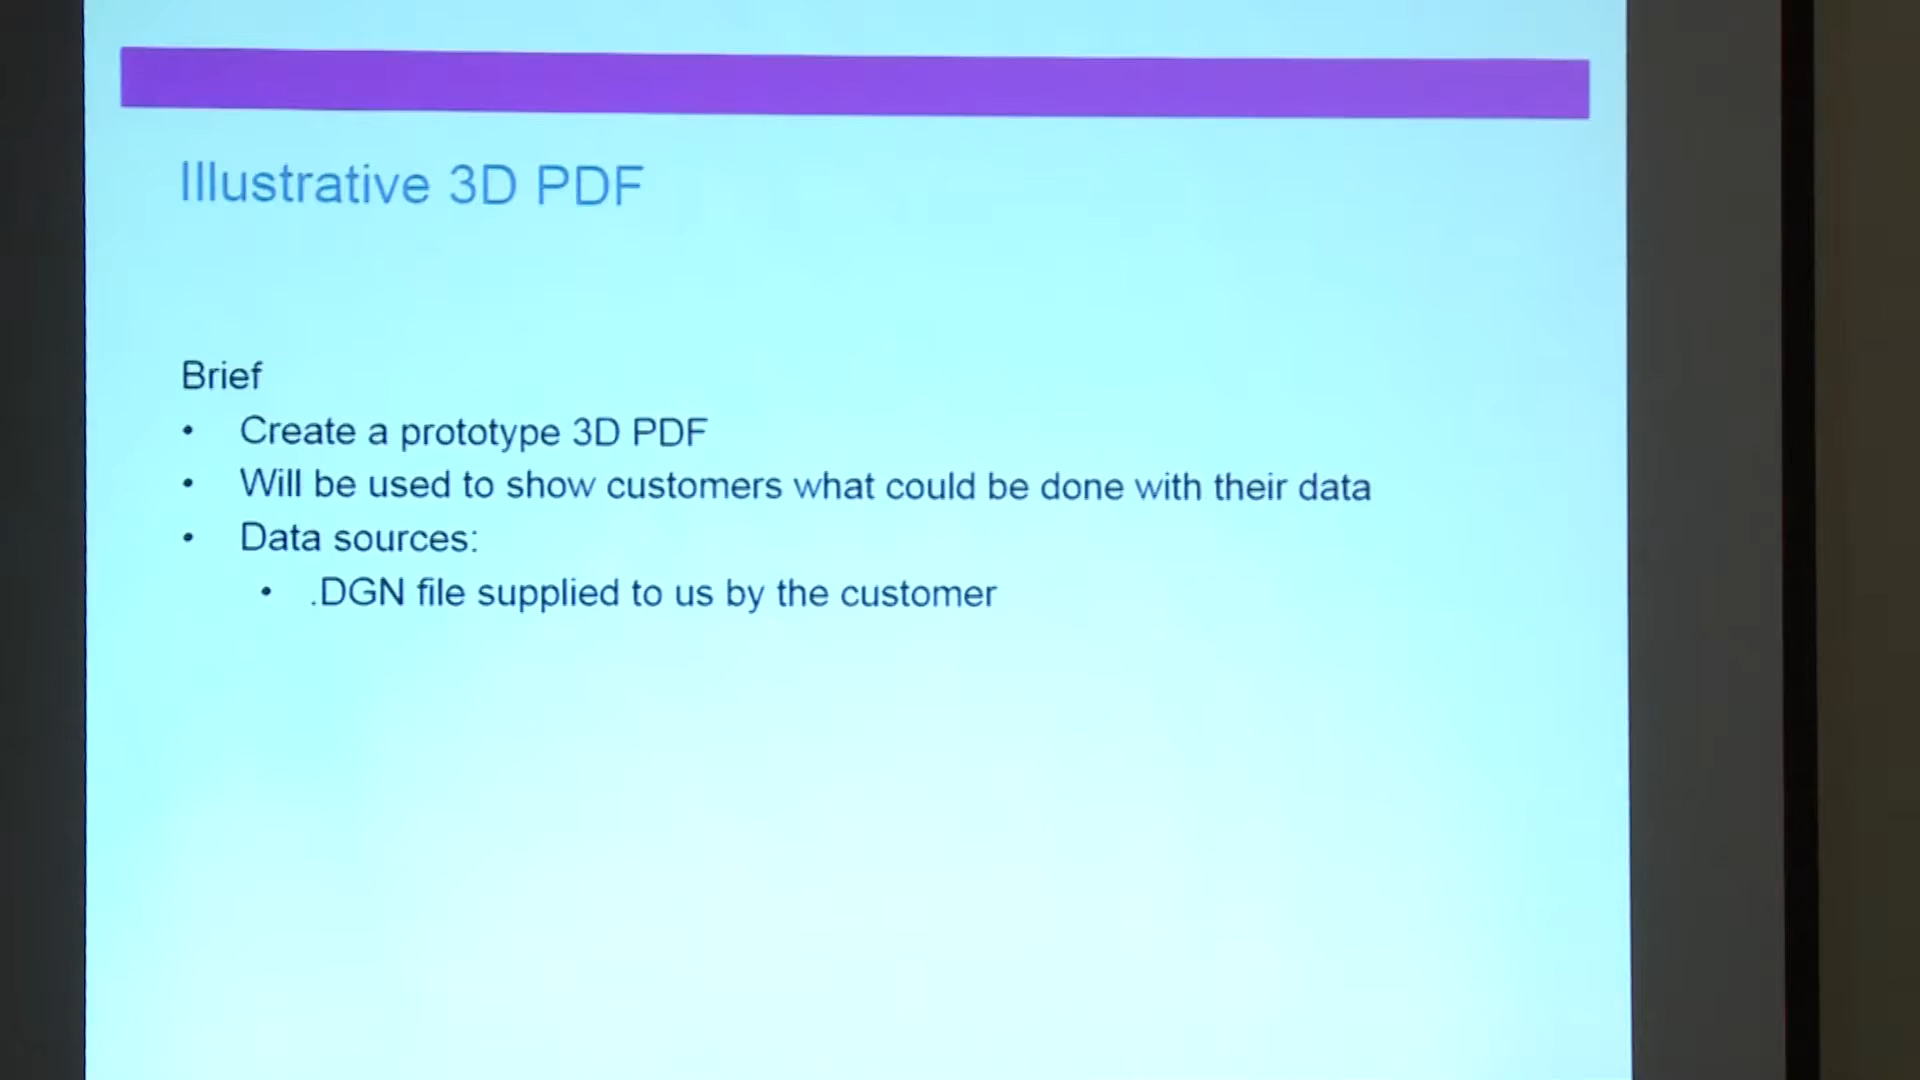 Illustrative 3D PDF
Brief
• Create a prototype 3D PDF
• Will be used to show customers what could be done with their data
• Data sources:
• .DGN file supplied to us by the customer